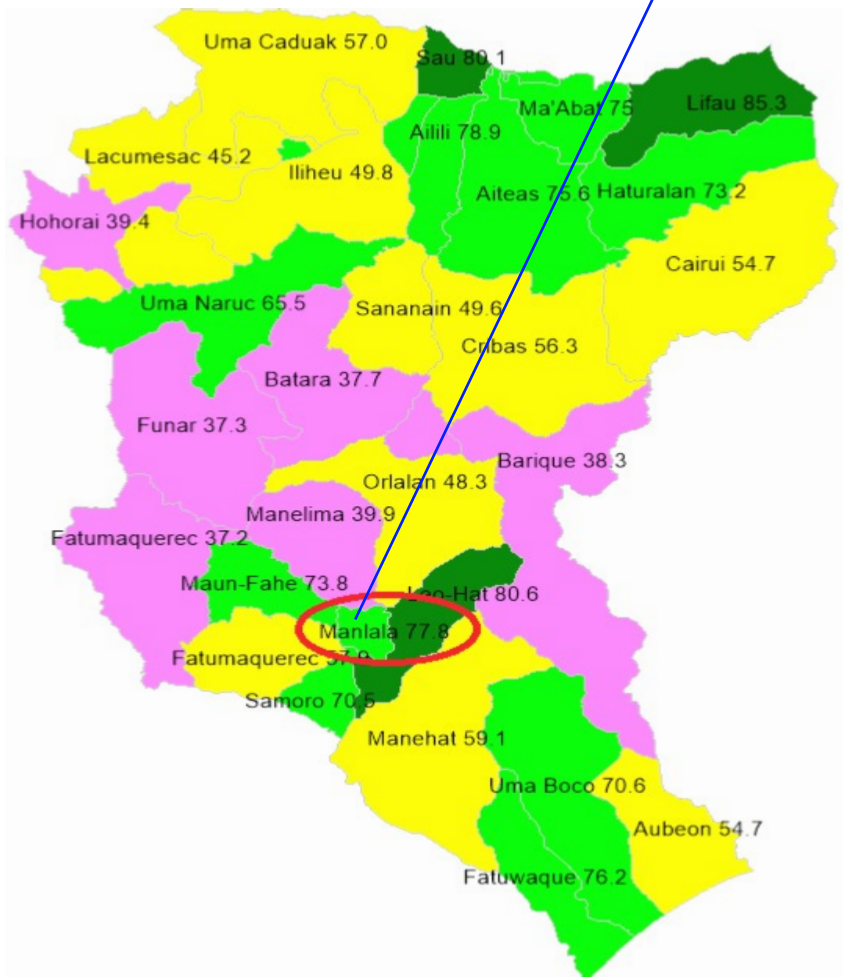 Uma Caduak 57.0
Sau 80.1
Lifau 85.3
Ma'Abat 75
Ailili 78.9
Lacumesac 45.2
Iliheu 49.8
Aiteas 75.6
Haturalan 73.2
Hohorai 39.4
Cairui 54.7
Uma Naruc 65.5
Sananain 49.6
Cribas 56.3
Batara 37.7
Funar 37.3
Barique 38.3
Orlalan 48.3
Manelima 39.9
Fatumaquerec 37.2
Maun-Fahe 73.8
Leo-Hat 80.6
Manlala 77.8
Fatumaquerec 57.9
Samoro 70.5
Manehat 59.1
Uma Boco 70.6
Aubeon 54.7
Fatuwaque 76.2